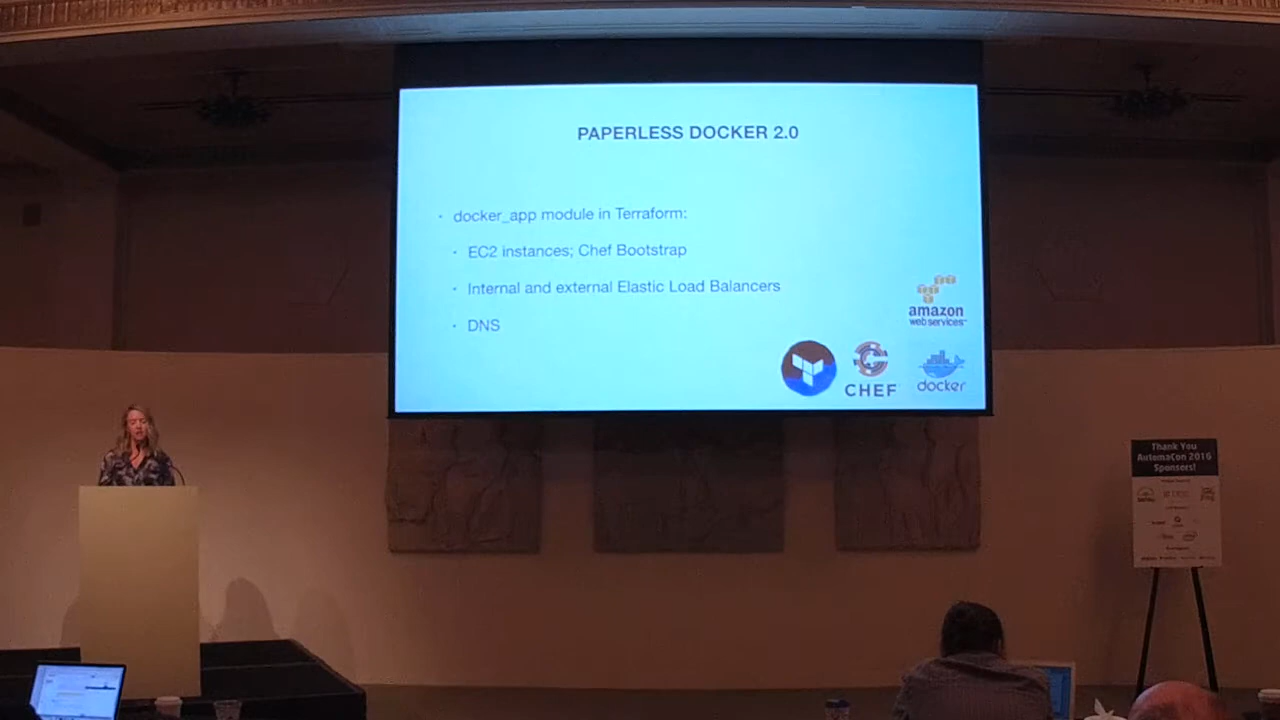 PAPERLESS DOCKER 2.0
· docker_app module in Terraform:
· EC2 instances; Chef Bootstrap
· Internal and external Elastic Load Balancers
· DNS
amazon
web services™
CHEF
docker
Thank You
AutomaCon 2016
Sponsors!